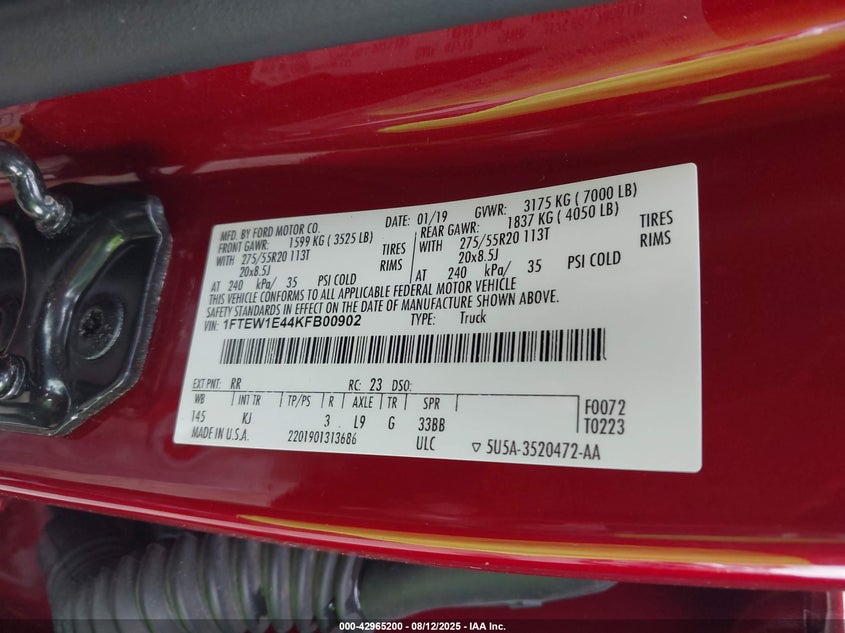 MFD. BY FORD MOTOR CO. DATE: 01/19 GVWR: 3175 KG ( 7000 LB)
FRONT GAWR: 1599 KG ( 3525 LB) REAR GAWR: 1837 KG ( 4050 LB)
WITH 275/55R20 113T TIRES WITH 275/55R20 113T TIRES
20x8.5J RIMS 20x8.5J RIMS
AT 240 kPa/ 35 PSI COLD AT 240 kPa/ 35 PSI COLD
THIS VEHICLE CONFORMS TO ALL APPLICABLE FEDERAL MOTOR VEHICLE
SAFETY STANDARDS IN EFFECT ON THE DATE OF MANUFACTURE SHOWN ABOVE.
VIN: 1FTEW1E44KFB00902 TYPE: Truck
EXT PNT: RR RC: 23 DSO:
WB INT TR TP/PS R AXLE TR SPR
145 KJ 3 . L9 G 33BB
F0072
T0223
MADE IN U.S.A. 2201901313686 ULC ▽ 5U5A-3520472-AA
000-42965200 - 08/12/2025 - IAA Inc.